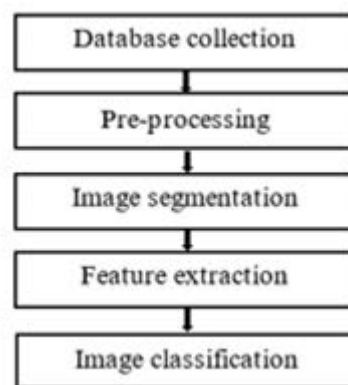 Database collection
Pre-processing
Image segmentation
Feature extraction
Image classification